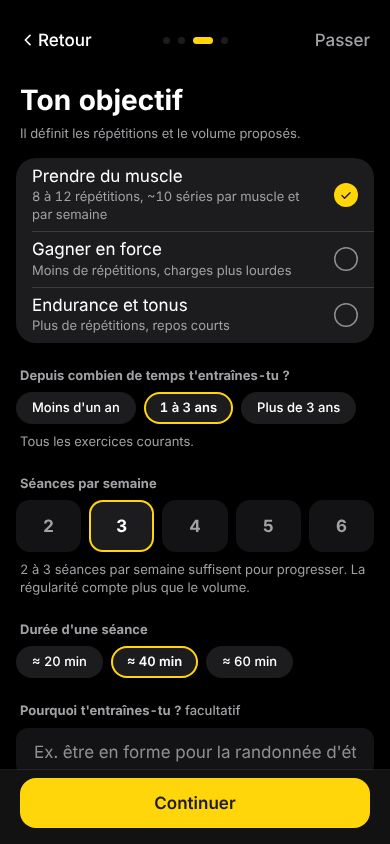 Retour
Passer
Ton objectif
Il définit les répétitions et le volume proposés.
Prendre du muscle
8 à 12 répétitions, ~10 séries par muscle et
par semaine
Gagner en force
Moins de répétitions, charges plus lourdes
Endurance et tonus
Plus de répétitions, repos courts
Depuis combien de temps t'entraînes-tu ?
Moins d'un an
1 à 3 ans
Plus de 3 ans
Tous les exercices courants.
Séances par semaine
2
3
4
5
6
2 à 3 séances par semaine suffisent pour progresser. La
régularité compte plus que le volume.
Durée d'une séance
≈ 20 min
≈ 40 min
≈ 60 min
Pourquoi t'entraînes-tu ? facultatif
Ex. être en forme pour la randonnée d'ét
Continuer